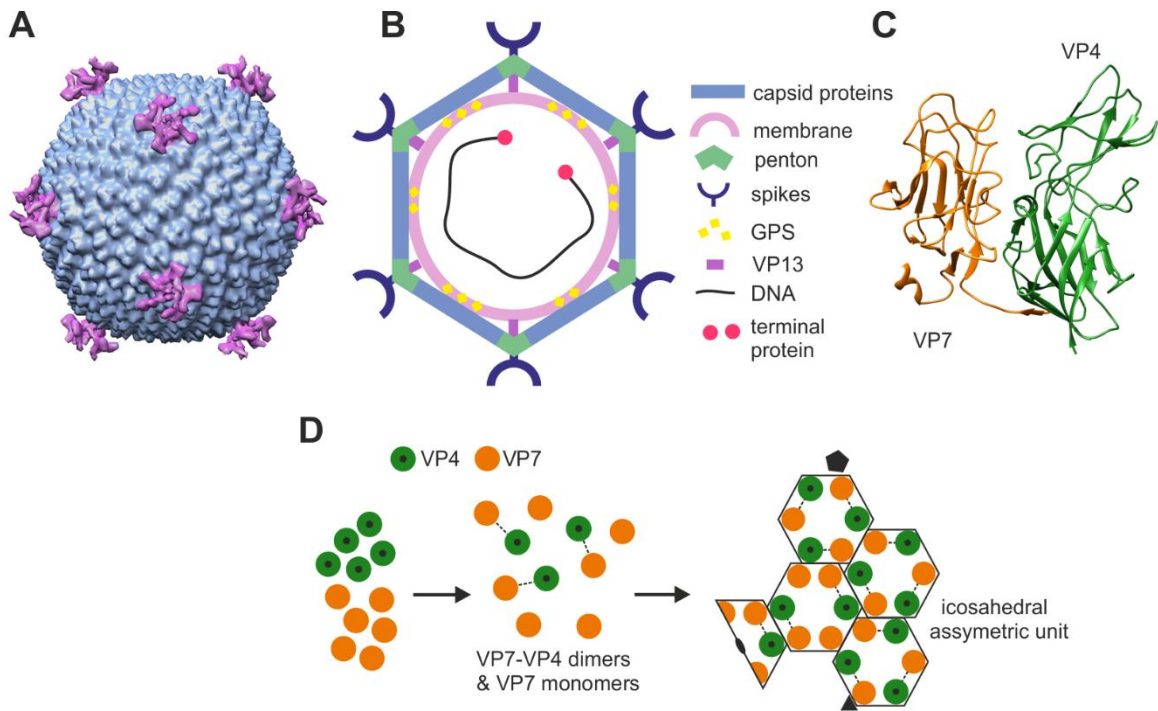 A
B
C
capsid proteins
membrane
penton
spikes
GPS
VP13
DNA
terminal
protein
VP4
VP7
D
VP4 VP7
VP7-VP4 dimers
& VP7 monomers
icosahedral
assymetric unit